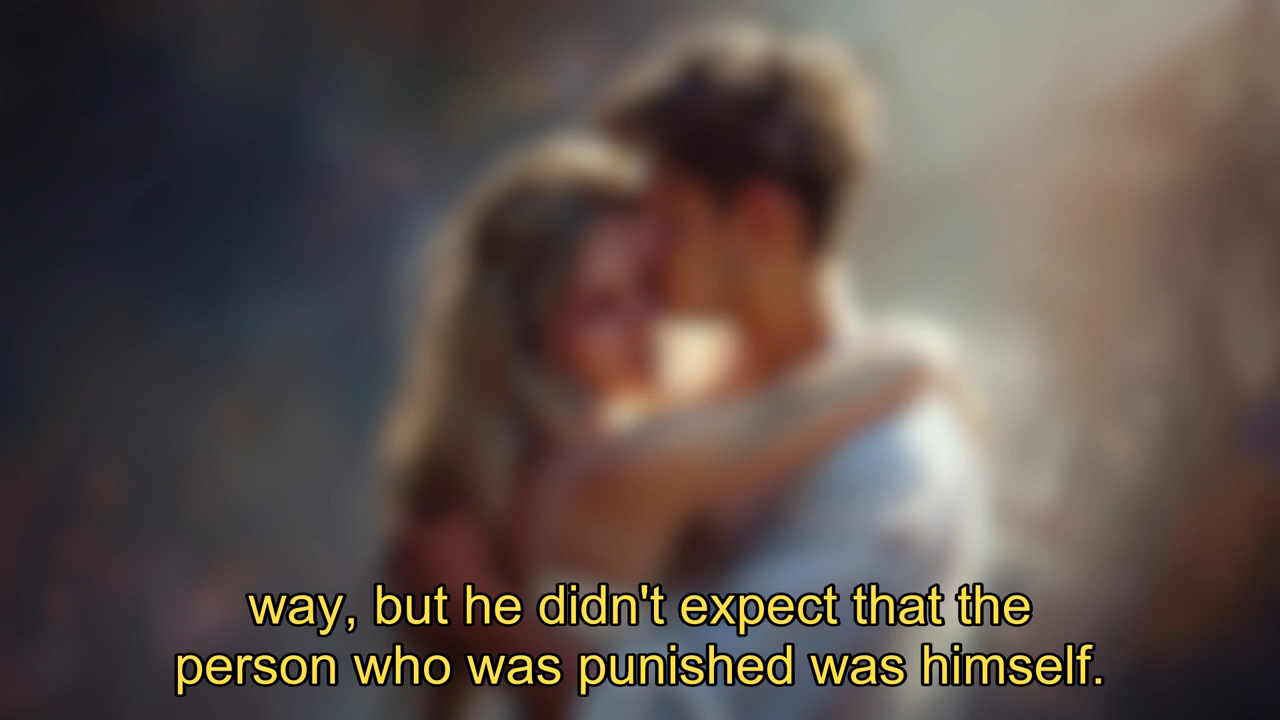 way, but he didn't expect that the
person who was punished was himself.